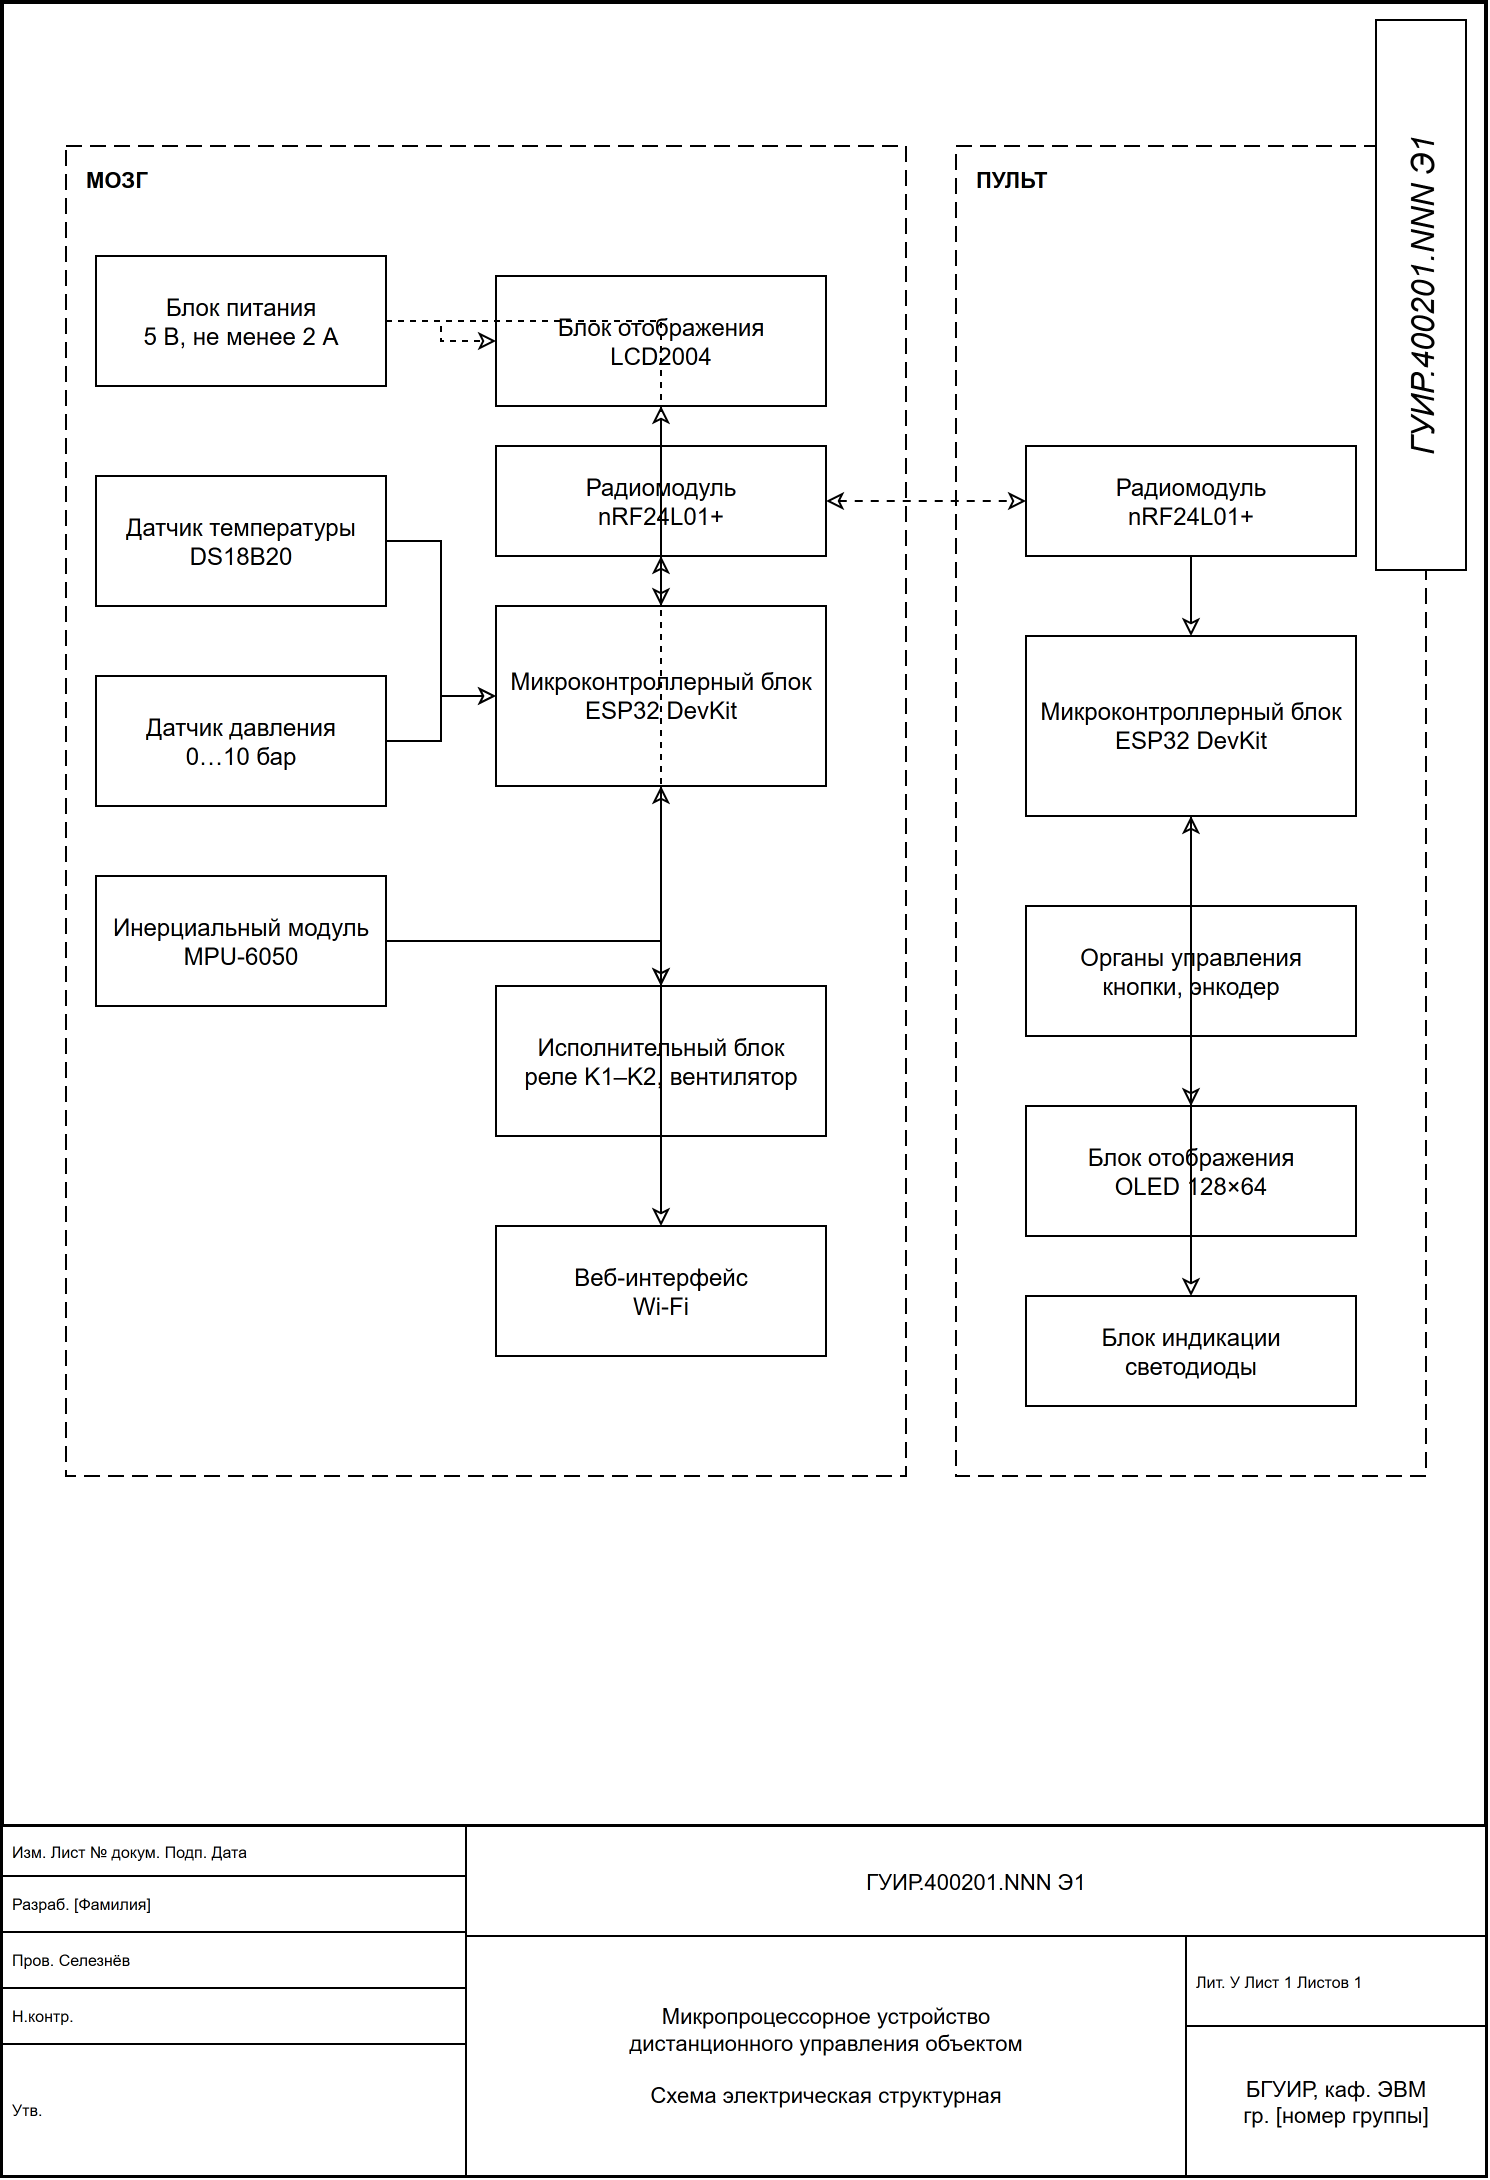 ГУИР.400201.NNN Э1
МОЗГ
Блок питания
5 В, не менее 2 А
Блок отображения
LCD2004
Датчик температуры
DS18B20
Радиомодуль
nRF24L01+
Датчик давления
0…10 бар
Микроконтроллерный блок
ESP32 DevKit
Инерциальный модуль
MPU-6050
Исполнительный блок
реле К1–К2, вентилятор
Веб-интерфейс
Wi-Fi
ПУЛЬТ
Радиомодуль
nRF24L01+
Микроконтроллерный блок
ESP32 DevKit
Органы управления
кнопки, энкодер
Блок отображения
OLED 128×64
Блок индикации
светодиоды
Изм. Лист № докум. Подп. Дата
Разраб. [Фамилия]
Пров. Селезнёв
Н.контр.
Утв.
ГУИР.400201.NNN Э1
Микропроцессорное устройство
дистанционного управления объектом
Схема электрическая структурная
Лит. У Лист 1 Листов 1
БГУИР, каф. ЭВМ
гр. [номер группы]